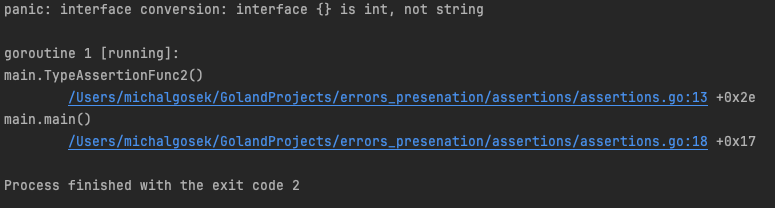 panic: interface conversion: interface {} is int, not string
goroutine 1 [running]:
main.TypeAssertionFunc2()
/Users/michalgosek/GolandProjects/errors_presenation/assertions/assertions.go:13 +0x2e
main.main()
/Users/michalgosek/GolandProjects/errors_presenation/assertions/assertions.go:18 +0x17
Process finished with the exit code 2